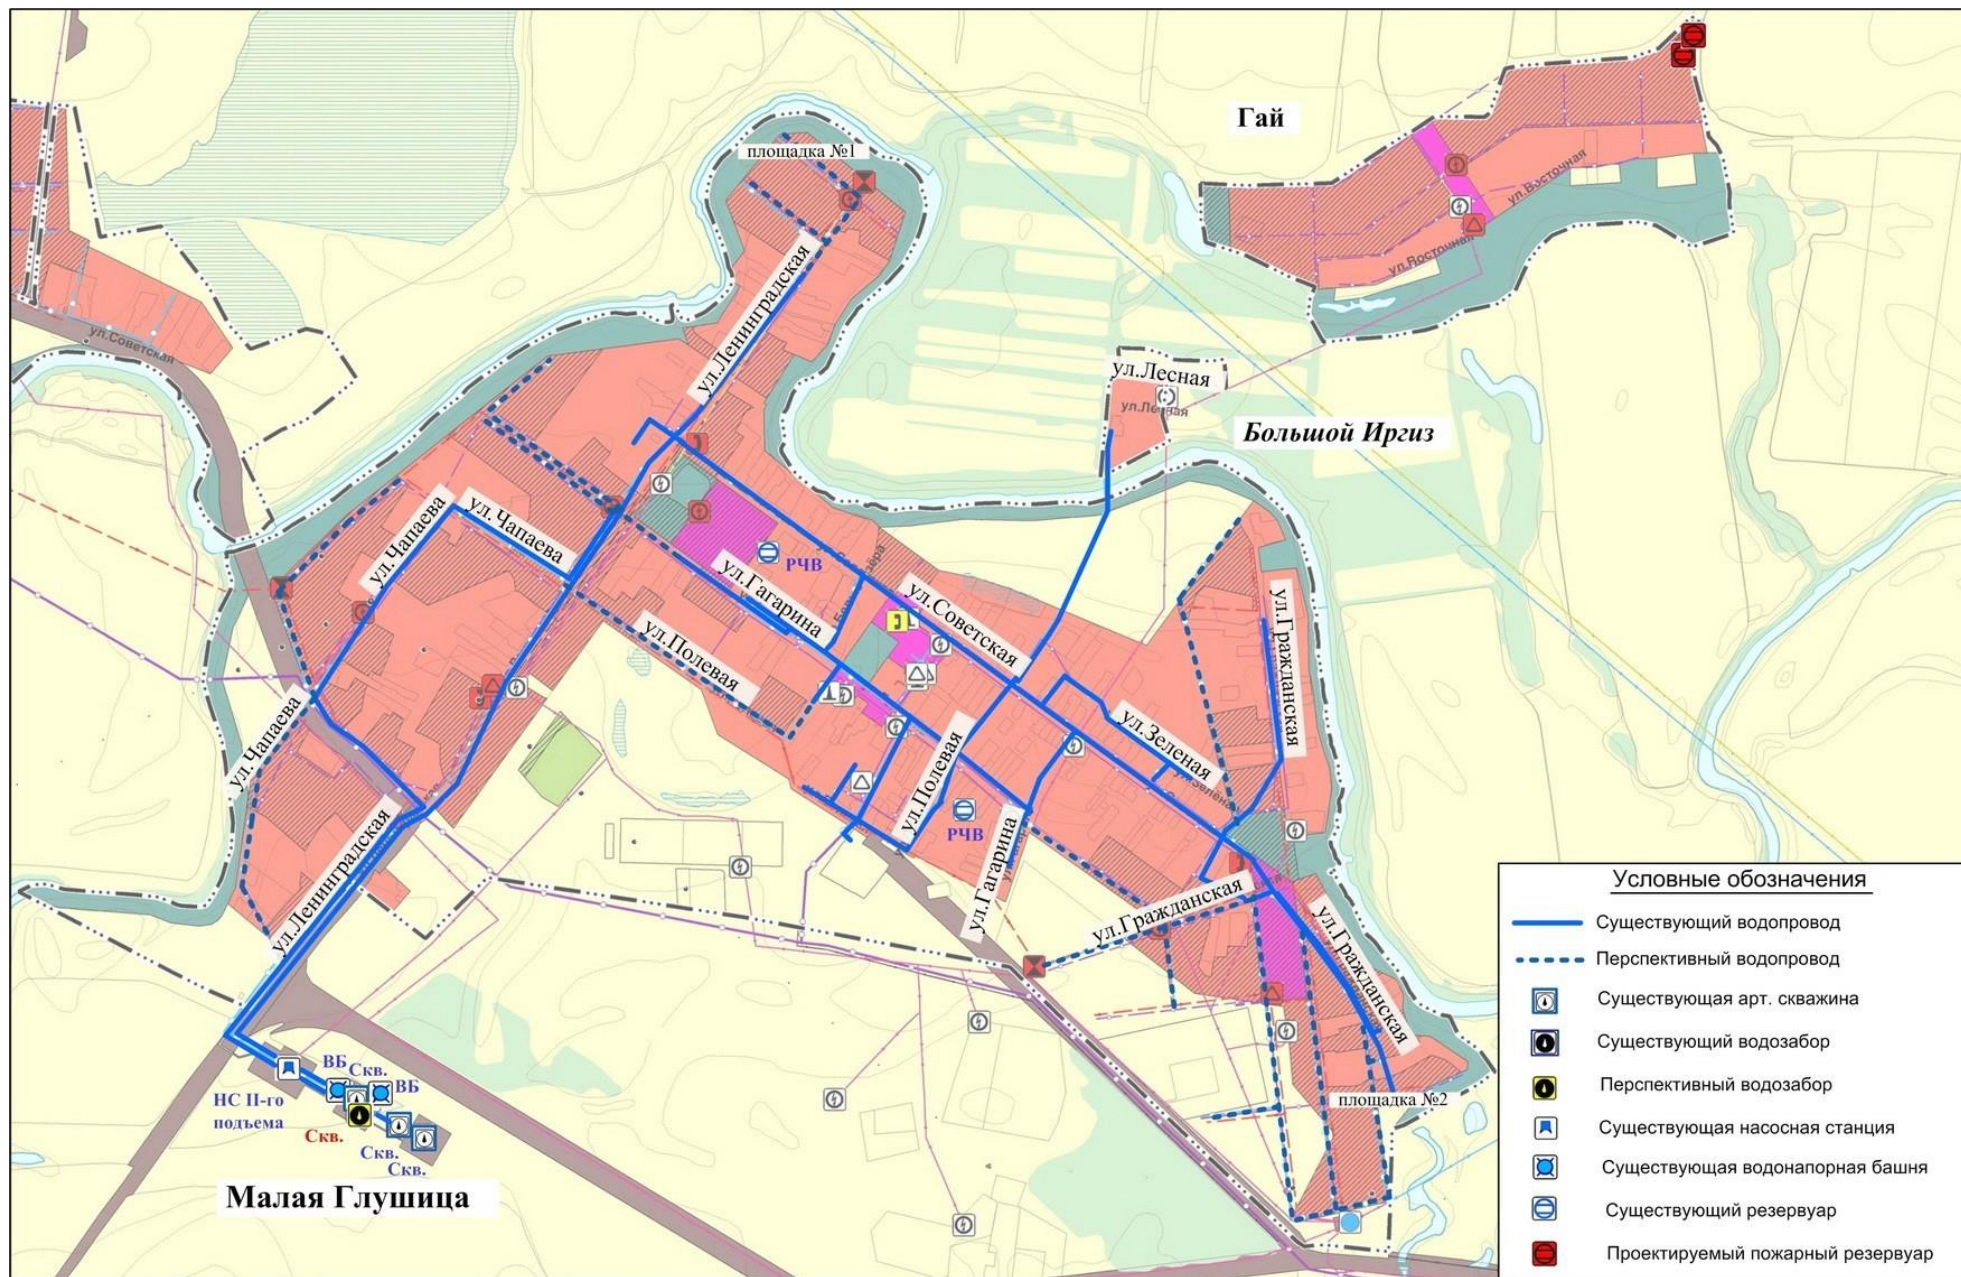 Гай
площадка №1
ул.Восточная
ул.Восточная
ул.Ленинградская
ул.Советская
ул.Лесная
ул.Лесная
Большой Иргиз
ул.Чапаева
ул.Чапаева
РЧВ
ул.Гагарина
ул.Советская
ул.Гражданская
ул.Полевая
ул.Чапаева
ул.Зеленая
ул.Полевая
ул.Зелёная
РЧВ
ул.Гагарина
ул.Ленинградская
ул.Гражданская
ул.Гражданская
площадка №2
ВБ
Скв.
ВБ
НС II-го
подъема
Скв.
Скв.
Скв.
Малая Глушица
Условные обозначения
Существующий водопровод
Перспективный водопровод
Существующая арт. скважина
Существующий водозабор
Перспективный водозабор
Существующая насосная станция
Существующая водонапорная башня
Существующий резервуар
Проектируемый пожарный резервуар